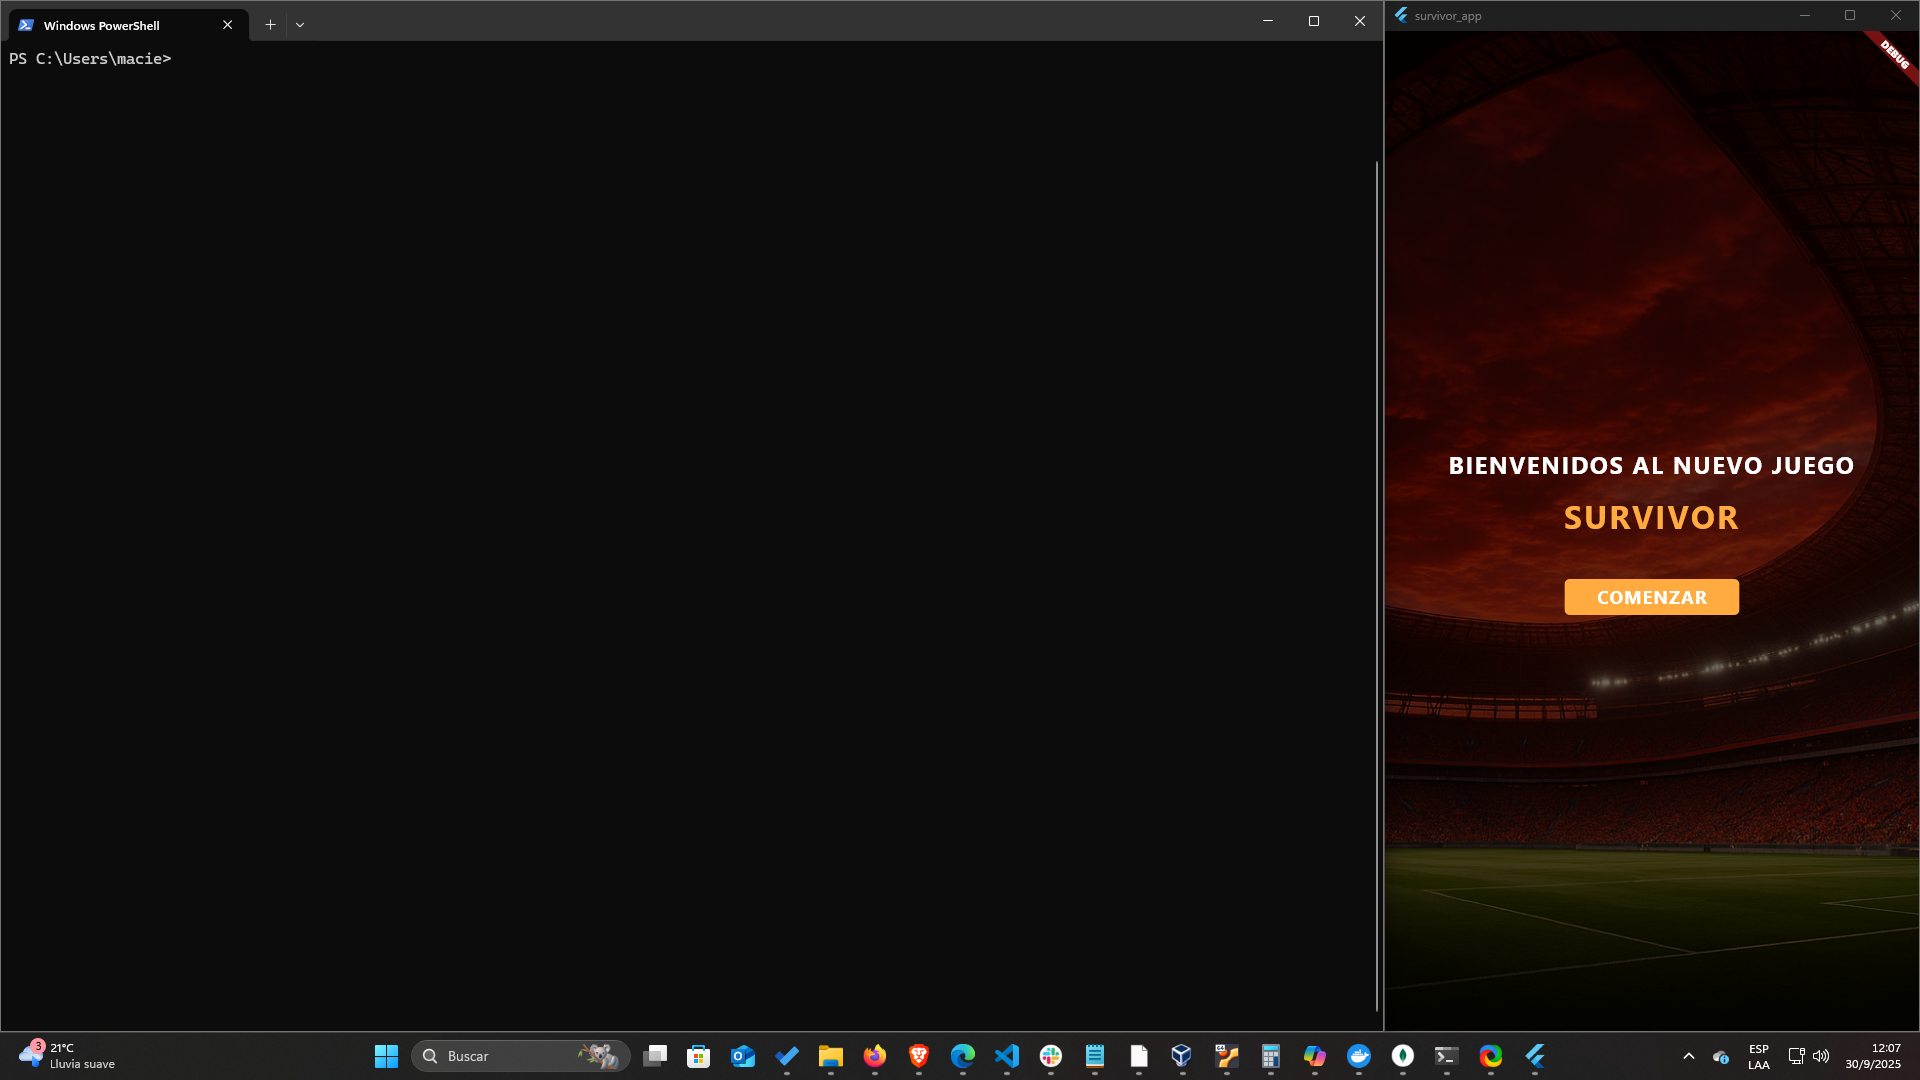 Windows PowerShell
PS C:\Users\macie>
survivor_app
DEBUG
BIENVENIDOS AL NUEVO JUEGO
SURVIVOR
COMENZAR
3
21°C
Lluvia suave
Buscar
64
ESP
LAA
12:07
30/9/2025